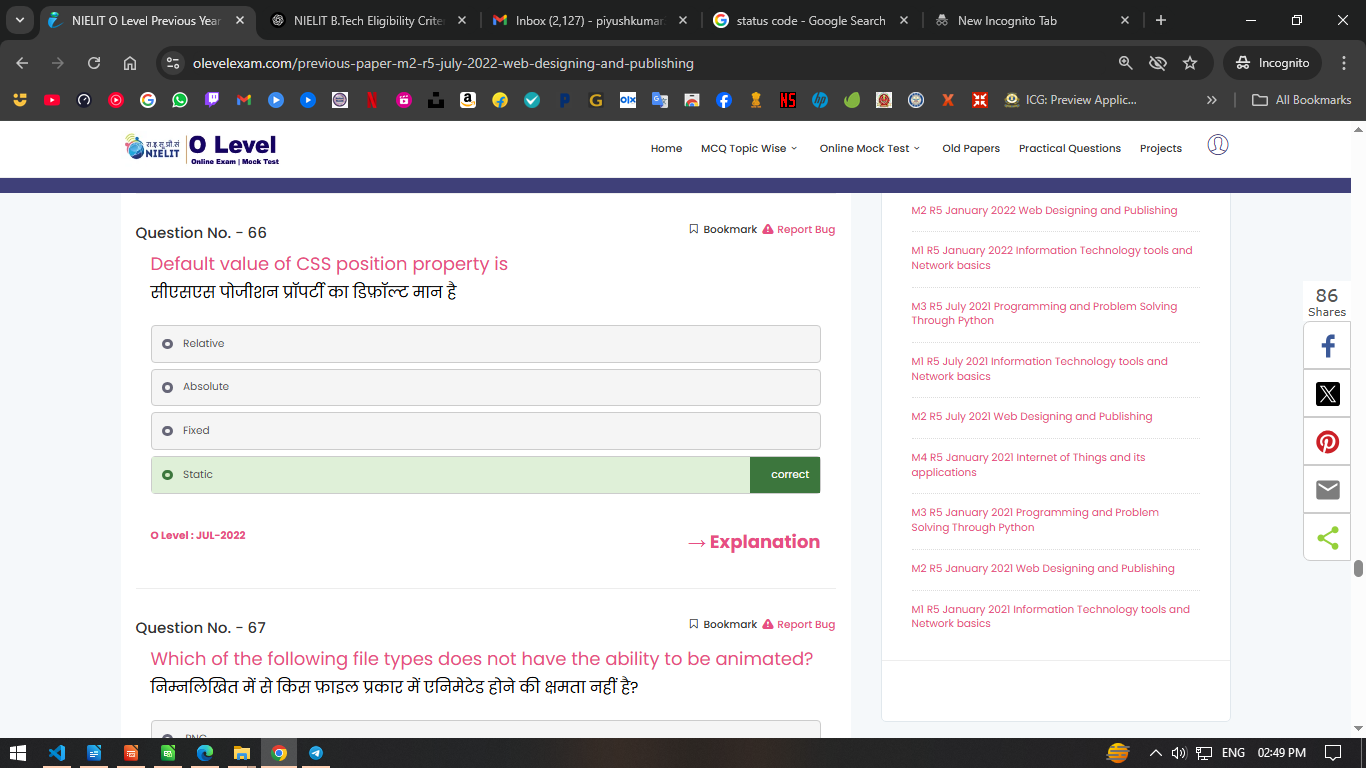 NIELIT O Level Previous Year
NIELIT B.Tech Eligibility Crite
Inbox (2,127) - piyushkumar
status code - Google Search
New Incognito Tab
olevelexam.com/previous-paper-m2-r5-july-2022-web-designing-and-publishing
Incognito
ICG: Preview Applic...
All Bookmarks
रा.इ.सू.प्रौ.सं
NIELIT
O Level
Online Exam | Mock Test
Home
MCQ Topic Wise
Online Mock Test
Old Papers
Practical Questions
Projects
Question No. - 66
Bookmark
Report Bug
Default value of CSS position property is
सीएसएस पोजीशन प्रॉपर्टी का डिफ़ॉल्ट मान है
Relative
Absolute
Fixed
Static
correct
O Level : JUL-2022
→ Explanation
Question No. - 67
Bookmark
Report Bug
Which of the following file types does not have the ability to be animated?
निम्नलिखित में से किस फ़ाइल प्रकार में एनिमेटेड होने की क्षमता नहीं है?
M2 R5 January 2022 Web Designing and Publishing
M1 R5 January 2022 Information Technology tools and
Network basics
M3 R5 July 2021 Programming and Problem Solving
Through Python
M1 R5 July 2021 Information Technology tools and
Network basics
M2 R5 July 2021 Web Designing and Publishing
M4 R5 January 2021 Internet of Things and its
applications
M3 R5 January 2021 Programming and Problem
Solving Through Python
M2 R5 January 2021 Web Designing and Publishing
M1 R5 January 2021 Information Technology tools and
Network basics
86
Shares
ENG
02:49 PM